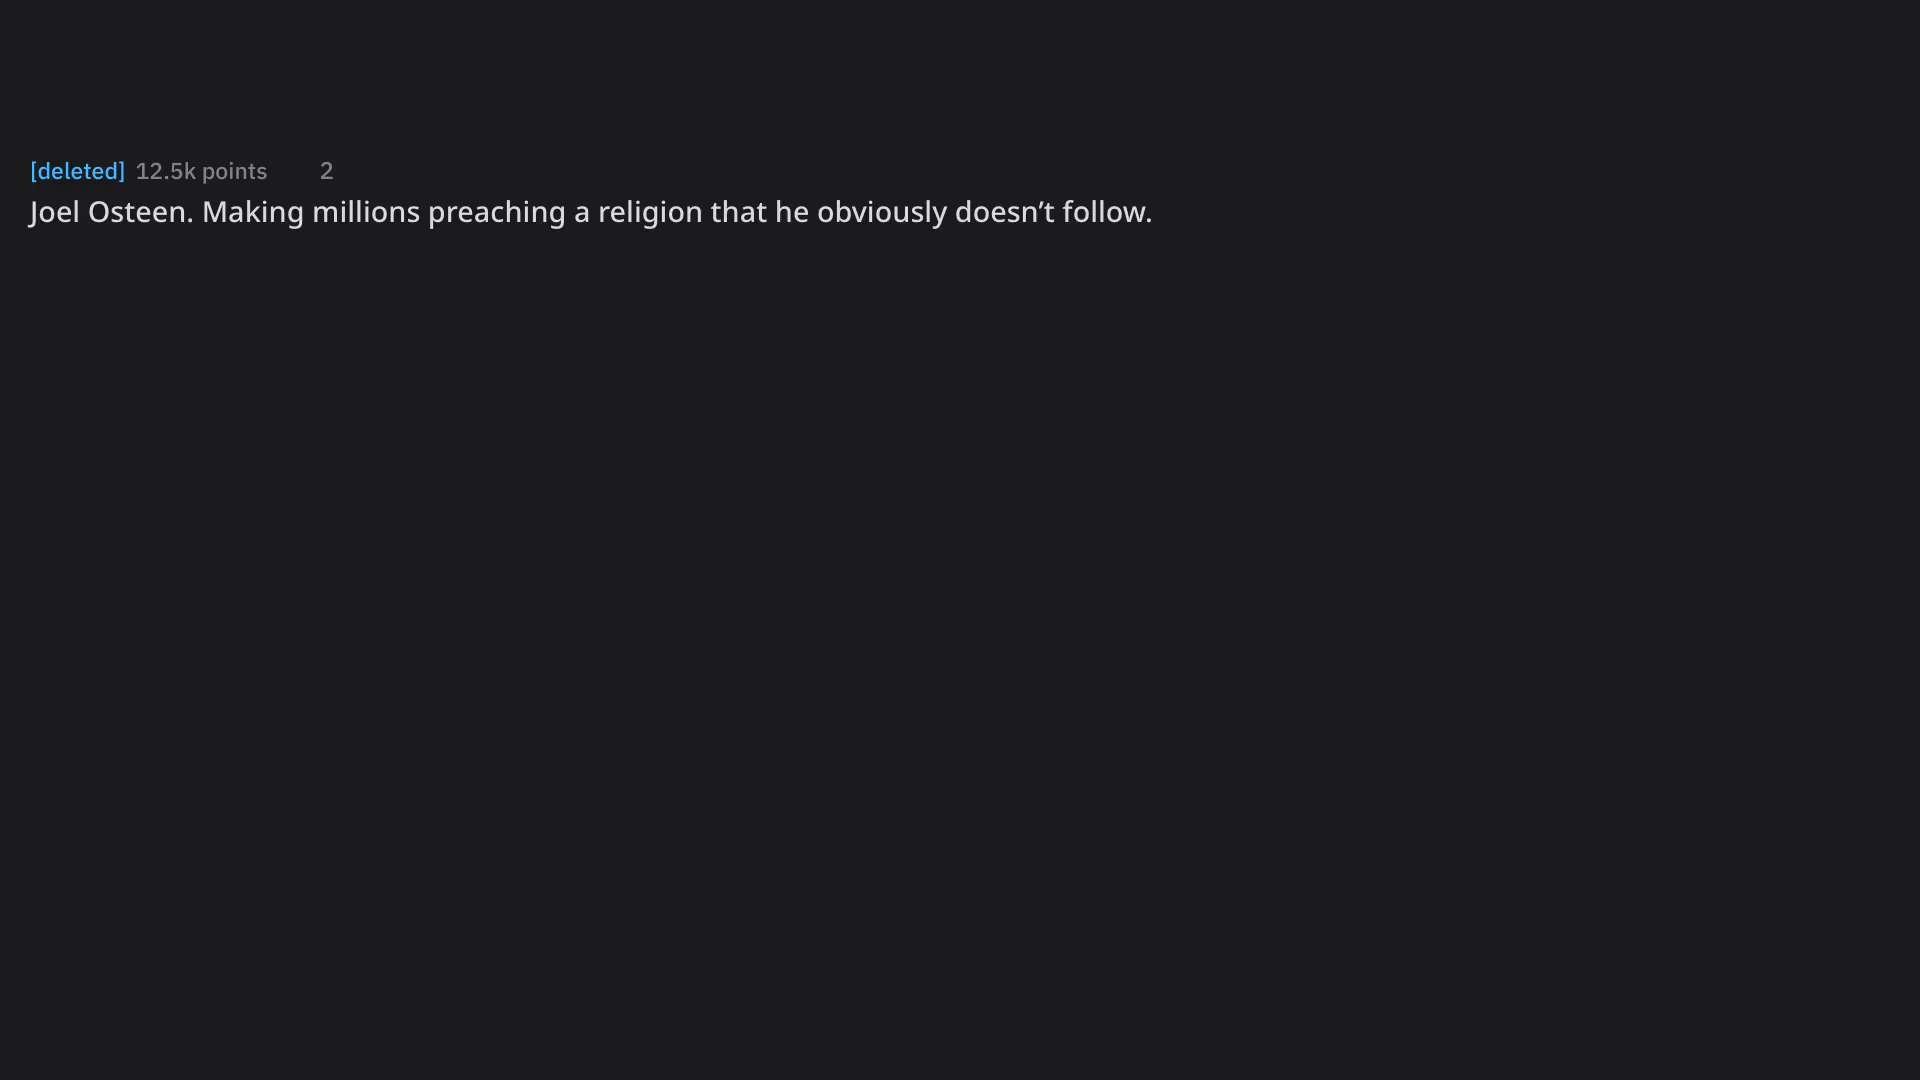 [deleted] 12.5k points 2
Joel Osteen. Making millions preaching a religion that he obviously doesn’t follow.